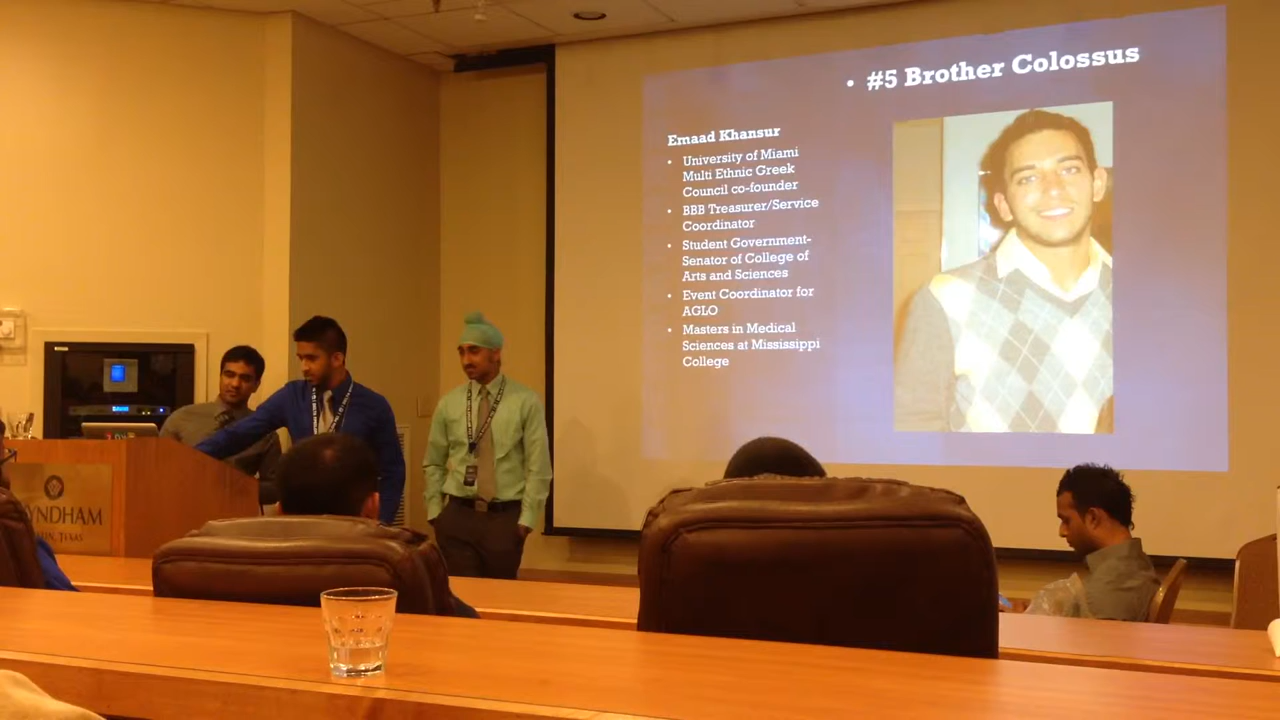 • #5 Brother Colossus
Emaad Khansur
• University of Miami
Multi Ethnic Greek
Council co-founder
• BBB Treasurer/Service
Coordinator
• Student Government-
Senator of College of
Arts and Sciences
• Event Coordinator for
AGLO
• Masters in Medical
Sciences at Mississippi
College
YNDHAM
TEXAS